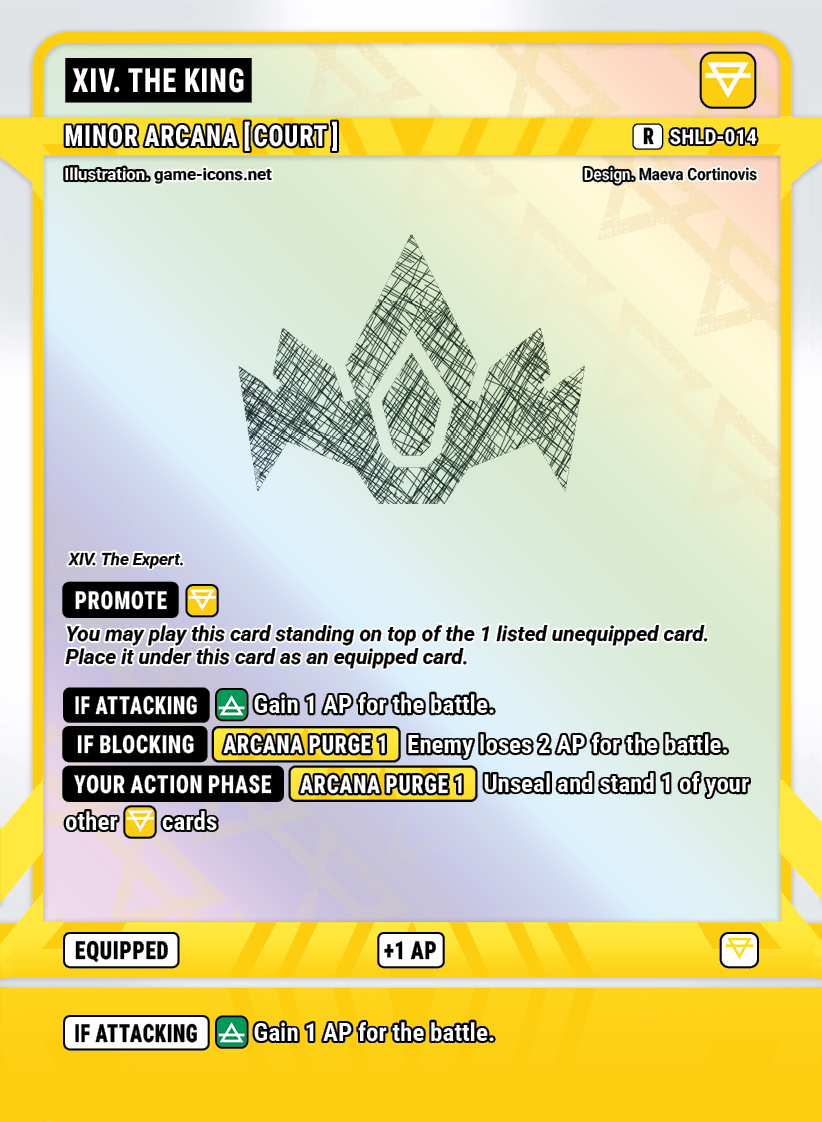 XIV. THE KING
MINOR ARCANA [COURT]
R SHLD-014
Illustration. game-icons.net
Design. Maeva Cortinovis
XIV. The Expert.
PROMOTE
You may play this card standing on top of the 1 listed unequipped card.
Place it under this card as an equipped card.
IF ATTACKING Gain 1 AP for the battle.
IF BLOCKING ARCANA PURGE 1 Enemy loses 2 AP for the battle.
YOUR ACTION PHASE ARCANA PURGE 1 Unseal and stand 1 of your
other cards
EQUIPPED
+1 AP
IF ATTACKING Gain 1 AP for the battle.